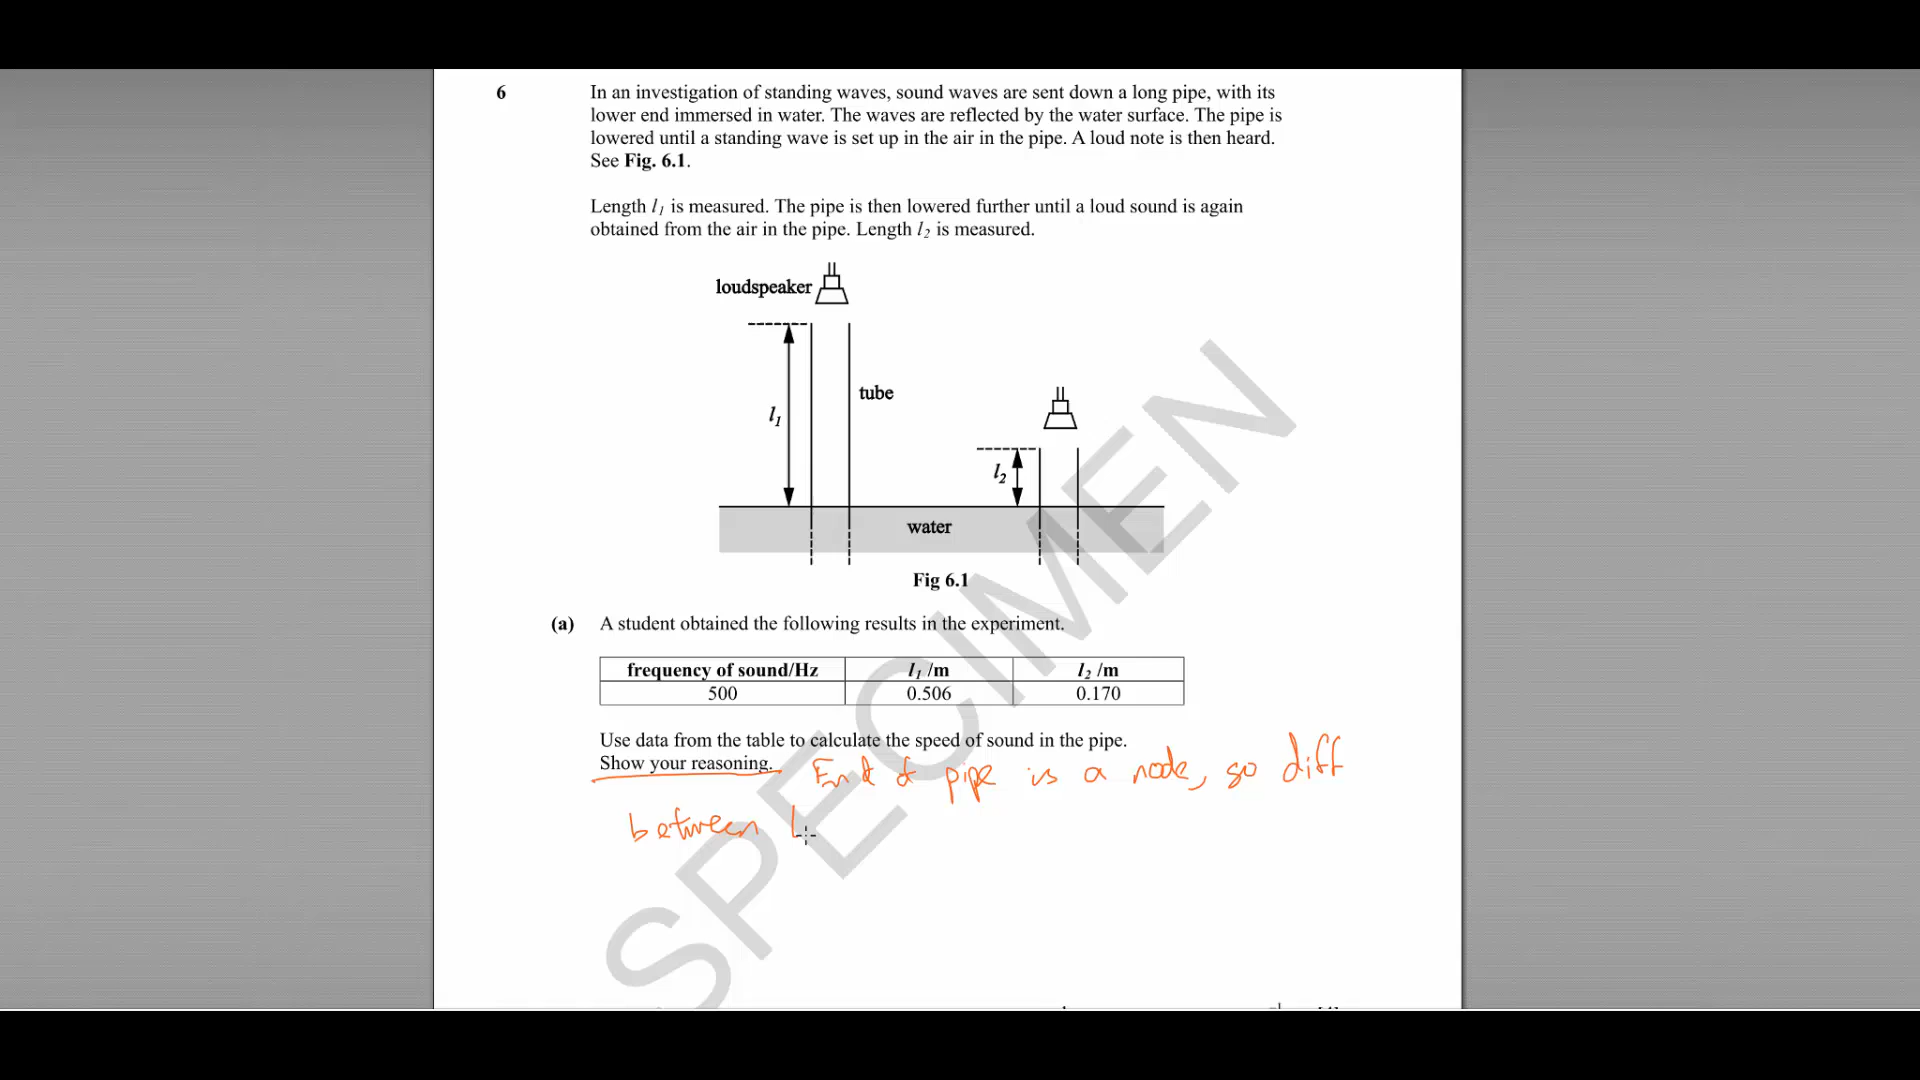 6 In an investigation of standing waves, sound waves are sent down a long pipe, with its
lower end immersed in water. The waves are reflected by the water surface. The pipe is
lowered until a standing wave is set up in the air in the pipe. A loud note is then heard.
See Fig. 6.1.
Length l1 is measured. The pipe is then lowered further until a loud sound is again
obtained from the air in the pipe. Length l2 is measured.
loudspeaker
tube
l1
l2
water
Fig 6.1
(a) A student obtained the following results in the experiment.
frequency of sound/Hz l1 /m l2 /m
500 0.506 0.170
Use data from the table to calculate the speed of sound in the pipe.
Show your reasoning. End of pipe is a node, so diff
between l
SPECIMEN